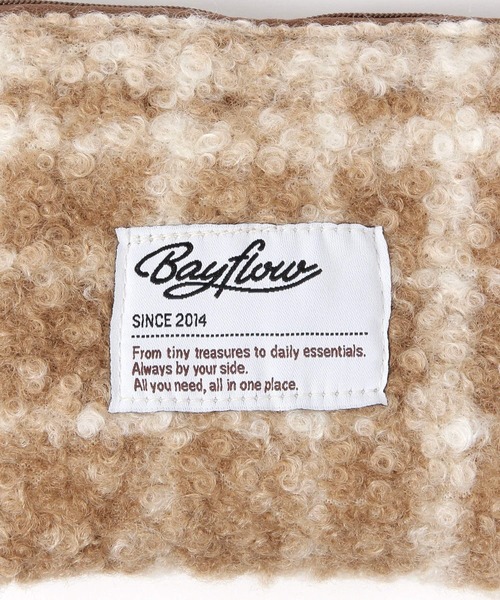 Bayflow
SINCE 2014
From tiny treasures to daily essentials.
Always by your side.
All you need, all in one place.